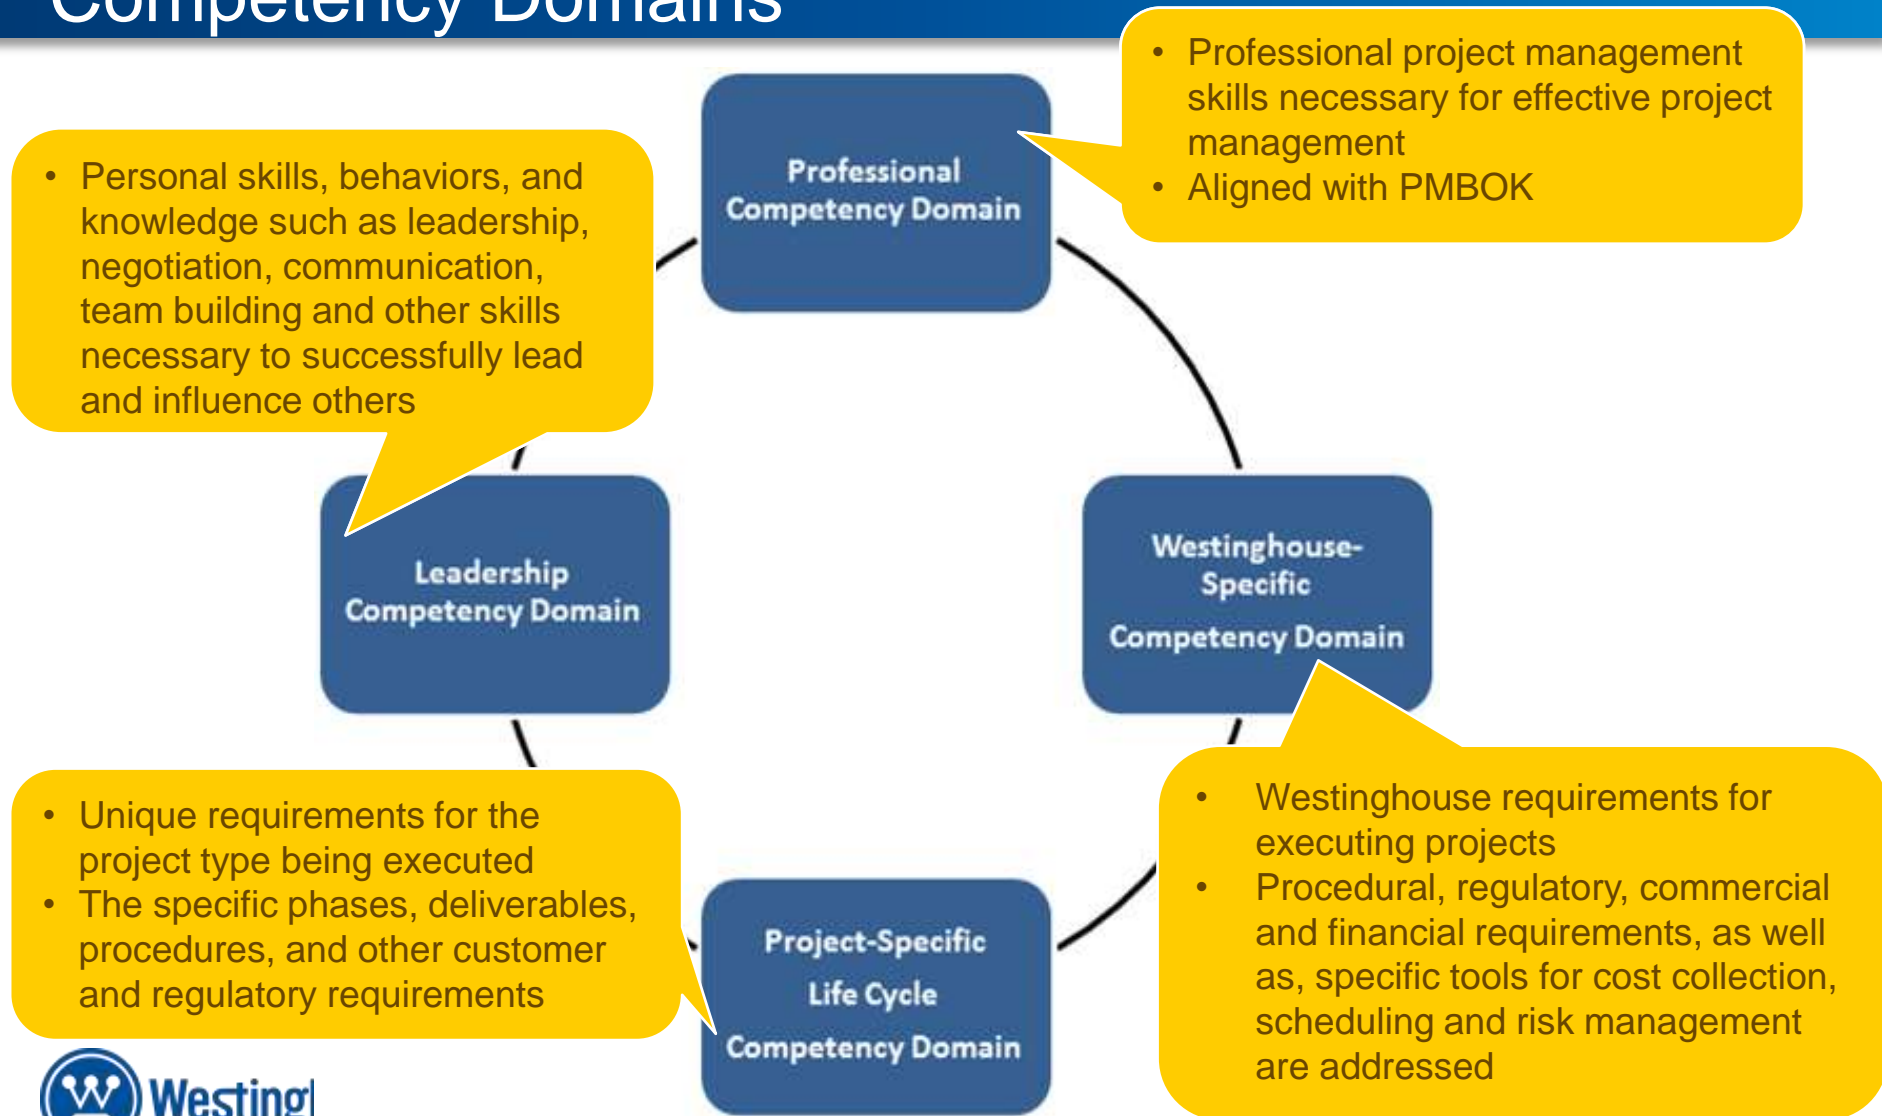 Competency Domains
• Professional project management
skills necessary for effective project
management
• Aligned with PMBOK
Professional
Competency Domain
• Personal skills, behaviors, and
knowledge such as leadership,
negotiation, communication,
team building and other skills
necessary to successfully lead
and influence others
Leadership
Competency Domain
Westinghouse-
Specific
Competency Domain
• Unique requirements for the
project type being executed
• The specific phases, deliverables,
procedures, and other customer
and regulatory requirements
Project-Specific
Life Cycle
Competency Domain
• Westinghouse requirements for
executing projects
• Procedural, regulatory, commercial
and financial requirements, as well
as, specific tools for cost collection,
scheduling and risk management
are addressed